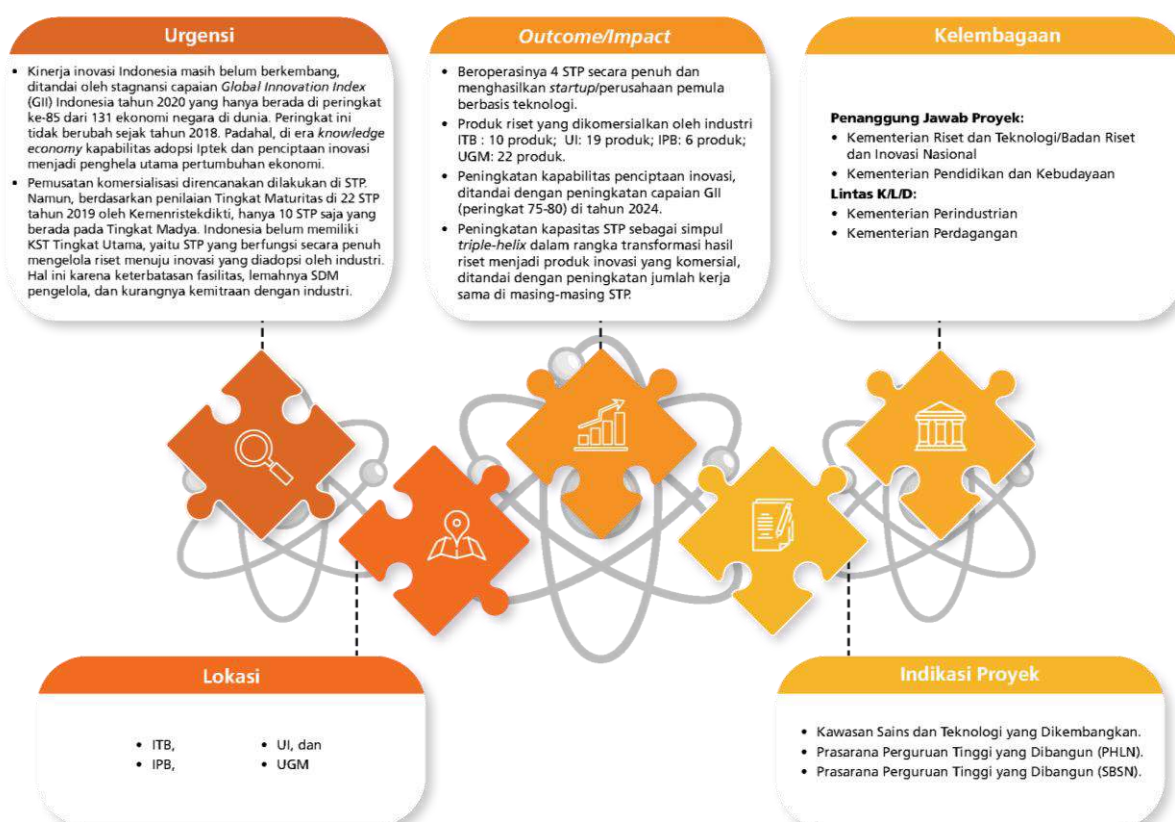 Urgensi
• Kinerja inovasi Indonesia masih belum berkembang,
ditandai oleh stagnansi capaian Global Innovation Index
(GII) Indonesia tahun 2020 yang hanya berada di peringkat
ke-85 dari 131 ekonomi negara di dunia. Peringkat ini
tidak berubah sejak tahun 2018. Padahal, di era knowledge
economy kapabilitas adopsi Iptek dan penciptaan inovasi
menjadi penghela utama pertumbuhan ekonomi.
• Pemusatan komersialisasi direncanakan dilakukan di STP.
Namun, berdasarkan penilaian Tingkat Maturitas di 22 STP
tahun 2019 oleh Kemenristekdikti, hanya 10 STP saja yang
berada pada Tingkat Madya. Indonesia belum memiliki
KST Tingkat Utama, yaitu STP yang berfungsi secara penuh
mengelola riset menuju inovasi yang diadopsi oleh industri.
Hal ini karena keterbatasan fasilitas, lemahnya SDM
pengelola, dan kurangnya kemitraan dengan industri.
Outcome/Impact
• Beroperasinya 4 STP secara penuh dan
menghasilkan startup/perusahaan pemula
berbasis teknologi.
• Produk riset yang dikomersialkan oleh industri
ITB : 10 produk; UI: 19 produk; IPB: 6 produk;
UGM: 22 produk.
• Peningkatan kapabilitas penciptaan inovasi,
ditandai dengan peningkatan capaian GII
(peringkat 75-80) di tahun 2024.
• Peningkatan kapasitas STP sebagai simpul
triple-helix dalam rangka transformasi hasil
riset menjadi produk inovasi yang komersial,
ditandai dengan peningkatan jumlah kerja
sama di masing-masing STP.
Kelembagaan
Penanggung Jawab Proyek:
• Kementerian Riset dan Teknologi/Badan Riset
dan Inovasi Nasional
• Kementerian Pendidikan dan Kebudayaan
Lintas K/L/D:
• Kementerian Perindustrian
• Kementerian Perdagangan
Lokasi
• ITB,
• IPB,
• UI, dan
• UGM
Indikasi Proyek
• Kawasan Sains dan Teknologi yang Dikembangkan.
• Prasarana Perguruan Tinggi yang Dibangun (PHLN).
• Prasarana Perguruan Tinggi yang Dibangun (SBSN).